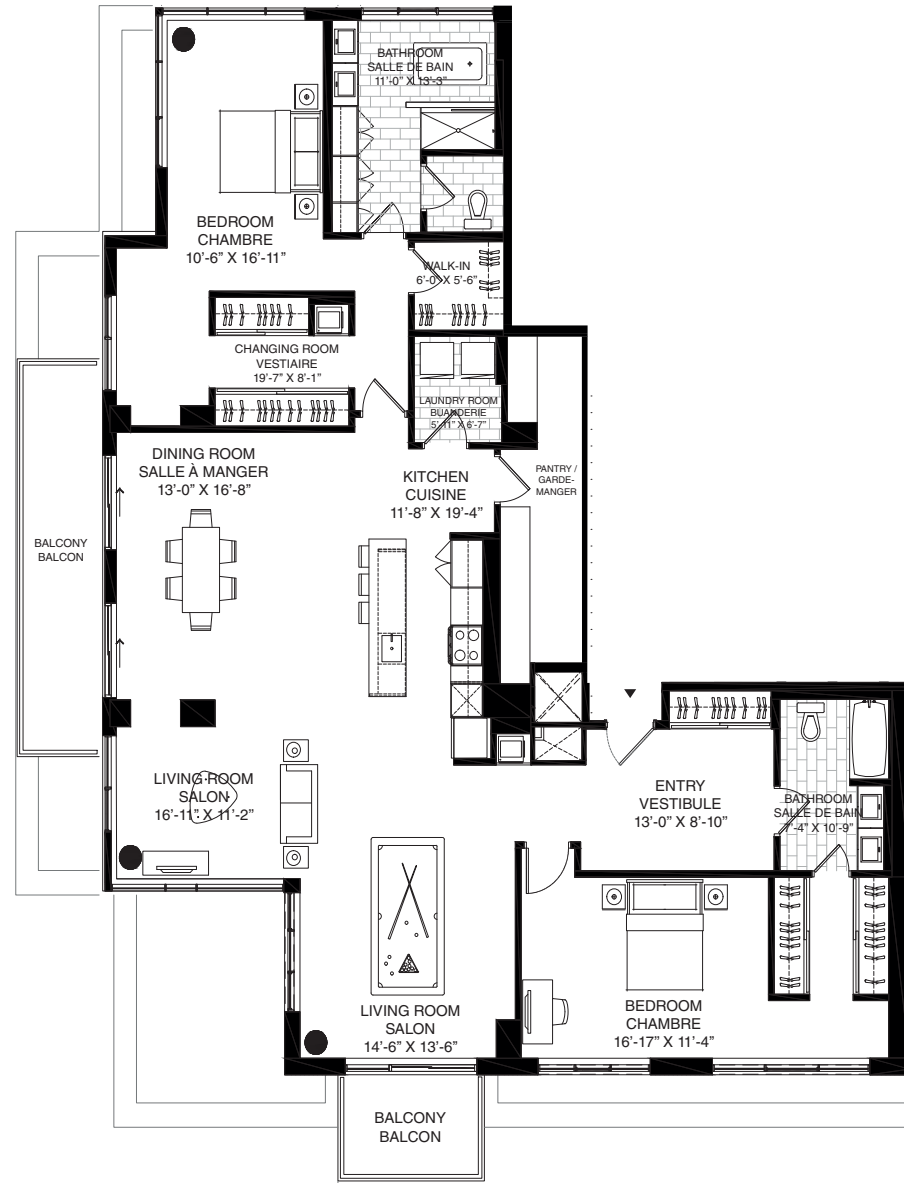 BATHROOM
SALLE DE BAIN
11'-0" X 13'-3"
BEDROOM
CHAMBRE
10'-6" X 16'-11"
WALK-IN
6'-0" X 5'-6"
CHANGING ROOM
VESTIAIRE
19'-7" X 8'-1"
LAUNDRY ROOM
BUANDERIE
5'-11" X 6'-7"
DINING ROOM
SALLE À MANGER
13'-0" X 16'-8"
KITCHEN
CUISINE
11'-8" X 19'-4"
PANTRY /
GARDE-
MANGER
BALCONY
BALCON
LIVING ROOM
SALON
16'-11" X 11'-2"
ENTRY
VESTIBULE
13'-0" X 8'-10"
BATHROOM
SALLE DE BAIN
7'-4" X 10'-9"
LIVING ROOM
SALON
14'-6" X 13'-6"
BEDROOM
CHAMBRE
16'-17" X 11'-4"
BALCONY
BALCON